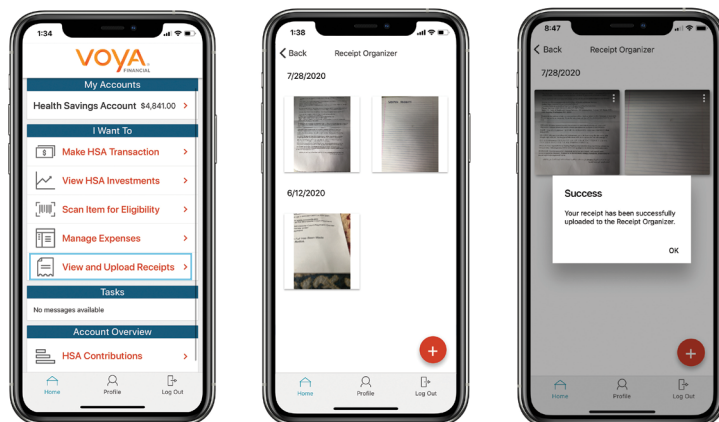 1:34
VOYA
FINANCIAL
My Accounts
Health Savings Account $4,841.00
I Want To
Make HSA Transaction
View HSA Investments
Scan Item for Eligibility
Manage Expenses
View and Upload Receipts
Tasks
No messages available
Account Overview
HSA Contributions
Home Profile Log Out
1:38
Back Receipt Organizer
7/28/2020
6/12/2020
+
Home Profile Log Out
8:47
Back Receipt Organizer
7/28/2020
Success
Your receipt has been successfully
uploaded to the Receipt Organizer.
OK
+
Home Profile Log Out